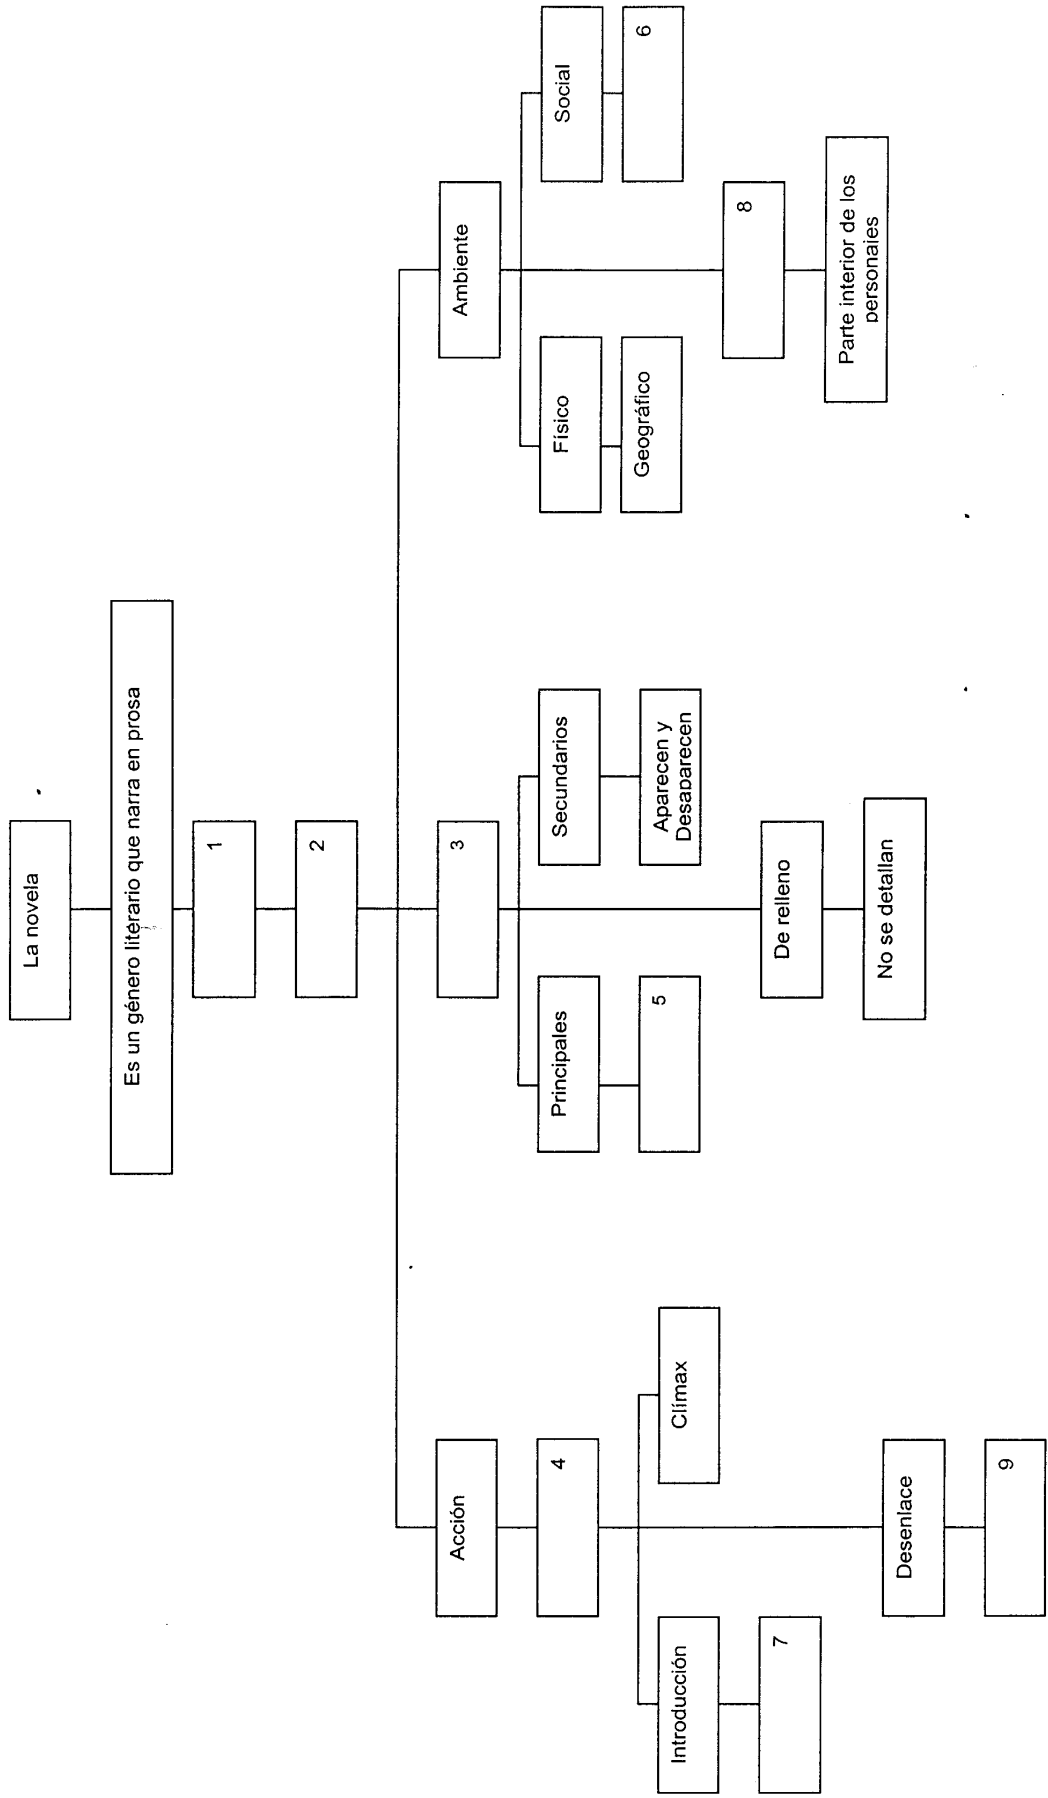 La novela
Es un género literario que narra en prosa
1
2
Acción
3
Ambiente
4
Principales
Secundarios
Físico
Social
5
Aparecen y
Desaparecen
Geográfico
6
Introducción
Clímax
7
De relleno
8
No se detallan
Parte interior de los
personajes
Desenlace
9